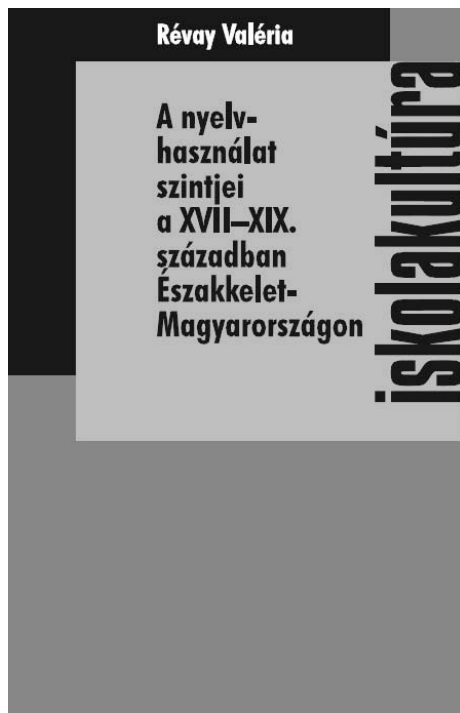 Révay Valéria
A nyelv-
használat
szintjei
a XVII–XIX.
században
Északkelet-
Magyarországon
iskolakultúra